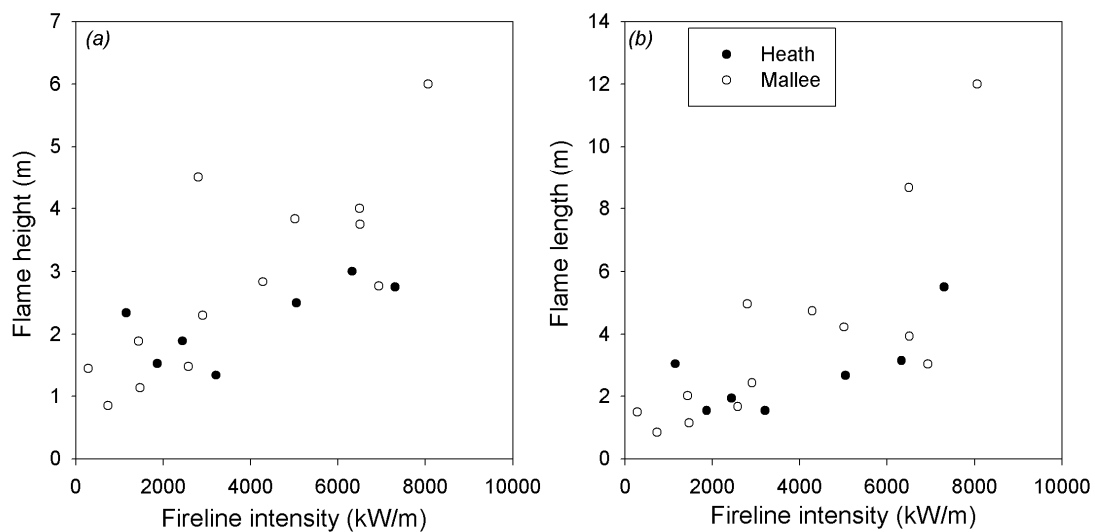 (a)
Flame height (m)
7
6
5
4
3
2
1
0
0 2000 4000 6000 8000 10000
Fireline intensity (kW/m)
(b)
Heath
Mallee
Flame length (m)
14
12
10
8
6
4
2
0
0 2000 4000 6000 8000 10000
Fireline intensity (kW/m)